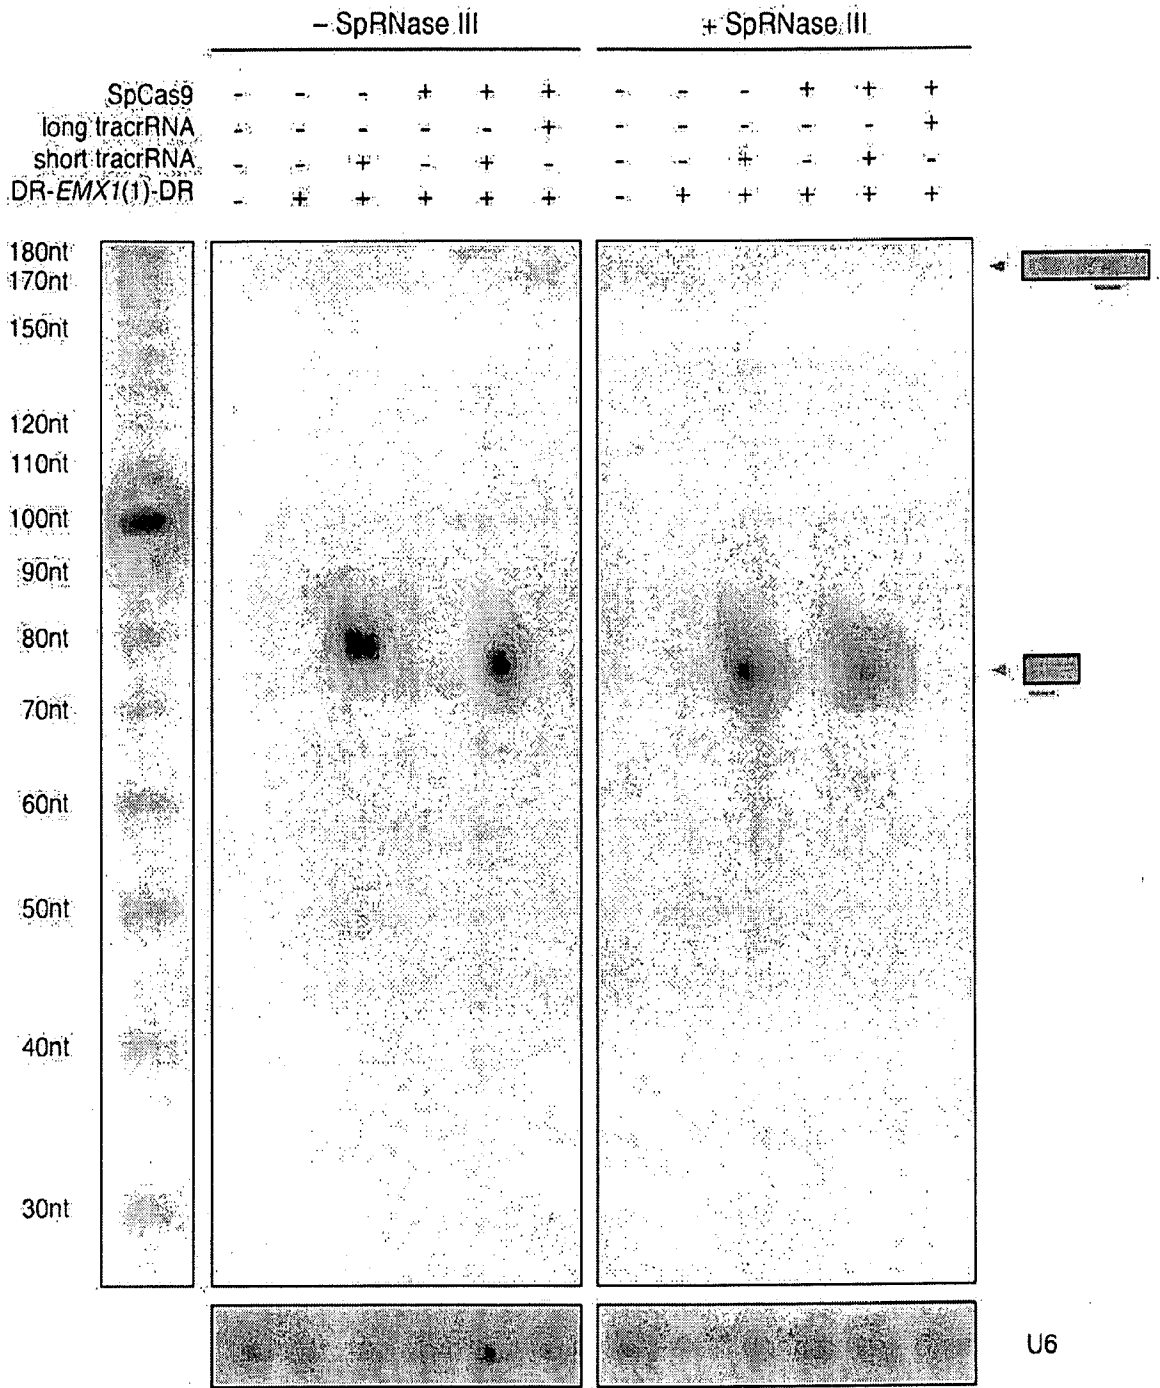 – SpRNase III + SpRNase III
SpCas9 - - - + + + - - - + + +
long tracrRNA - - - - - + - - - - - +
short tracrRNA - - + - + - - - + - + -
DR-EMX1(1)-DR - + + + + + - + + + + +
180nt
170nt
150nt
120nt
110nt
100nt
90nt
80nt
70nt
60nt
50nt
40nt
30nt
U6